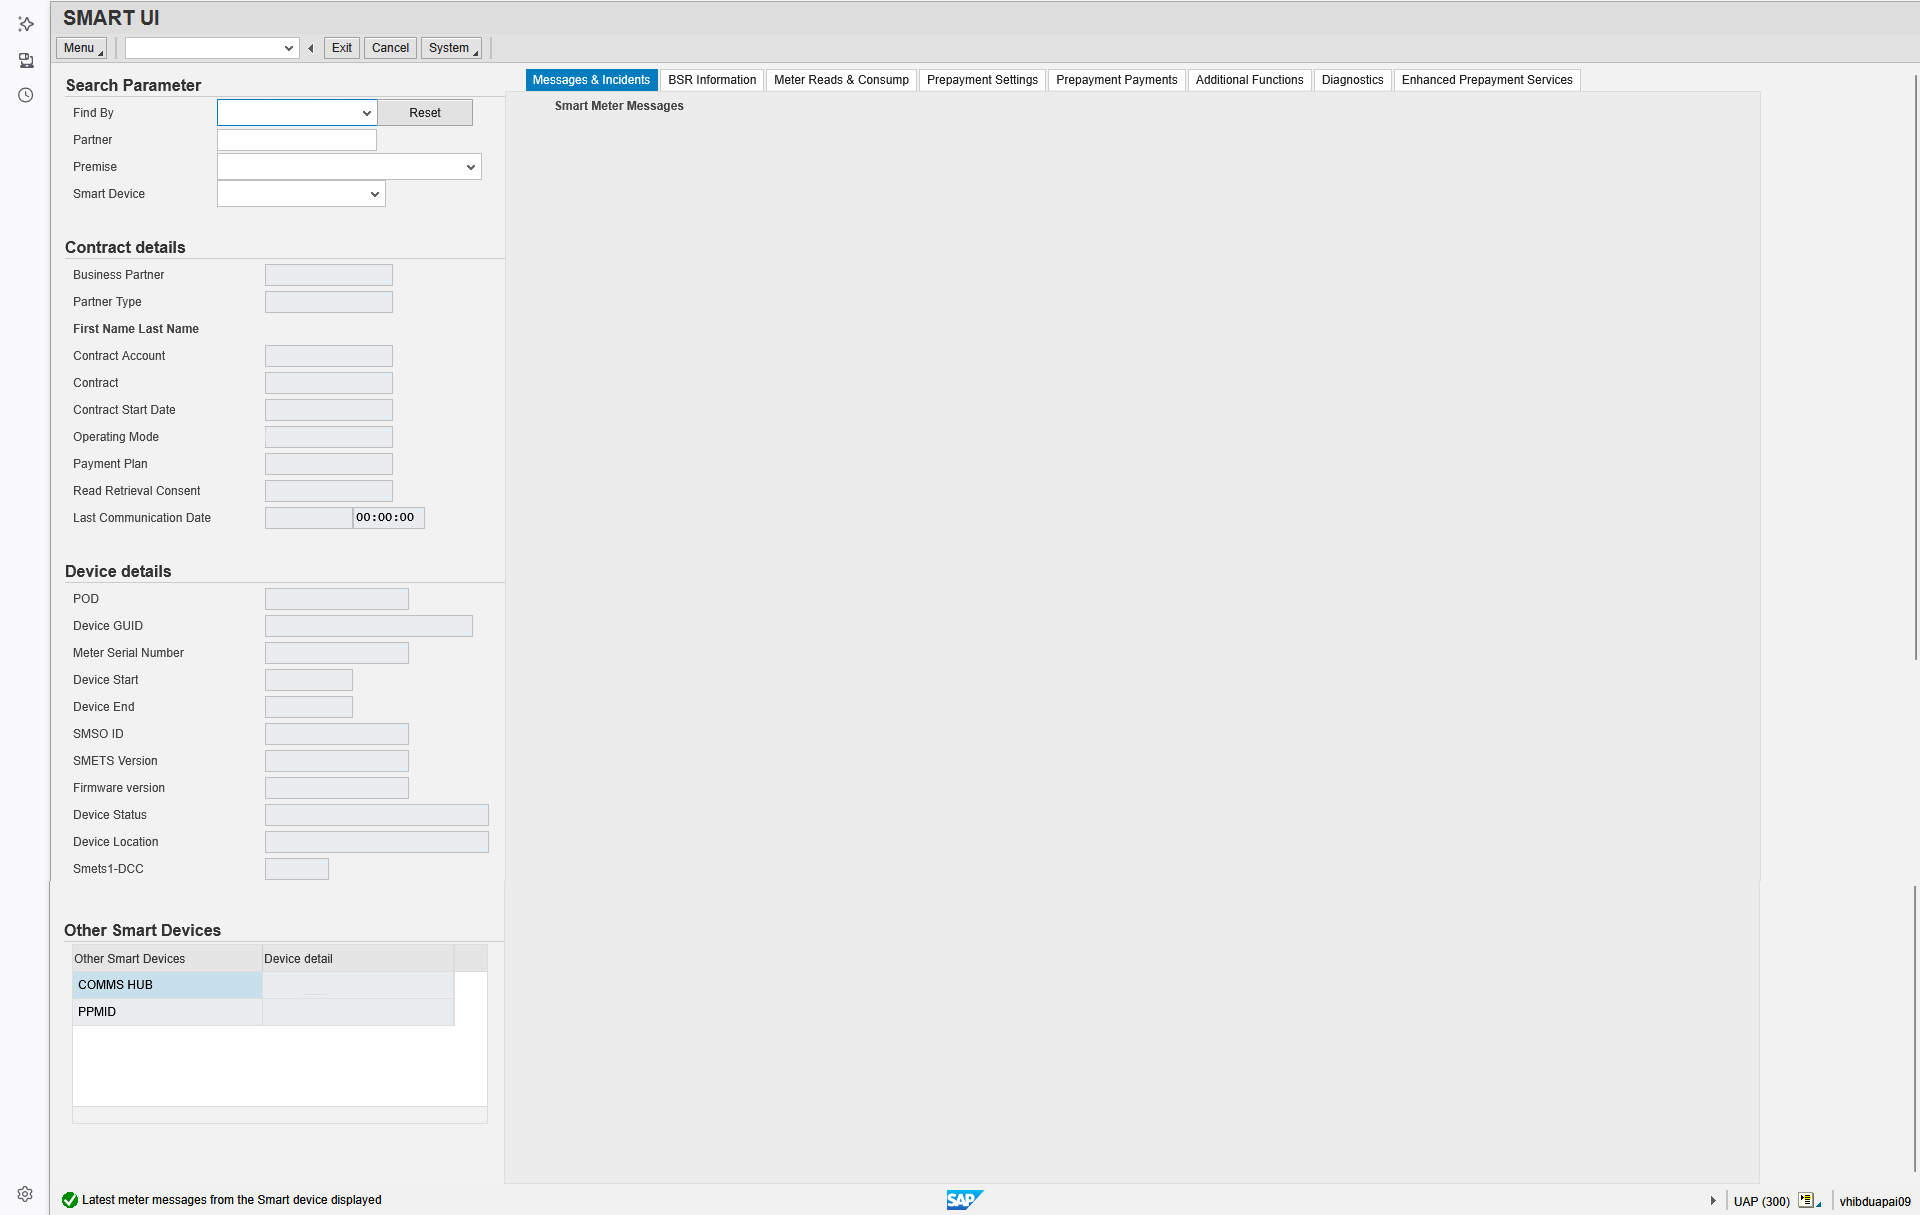 SMART UI
Menu
Exit
Cancel
System
Search Parameter
Find By
Reset
Partner
Premise
Smart Device
Contract details
Business Partner
Partner Type
First Name Last Name
Contract Account
Contract
Contract Start Date
Operating Mode
Payment Plan
Read Retrieval Consent
Last Communication Date 00:00:00
Device details
POD
Device GUID
Meter Serial Number
Device Start
Device End
SMSO ID
SMETS Version
Firmware version
Device Status
Device Location
Smets1-DCC
Other Smart Devices
Other Smart Devices Device detail
COMMS HUB
PPMID
Messages & Incidents
BSR Information
Meter Reads & Consump
Prepayment Settings
Prepayment Payments
Additional Functions
Diagnostics
Enhanced Prepayment Services
Smart Meter Messages
Latest meter messages from the Smart device displayed
SAP
UAP (300)
vhibduapai09